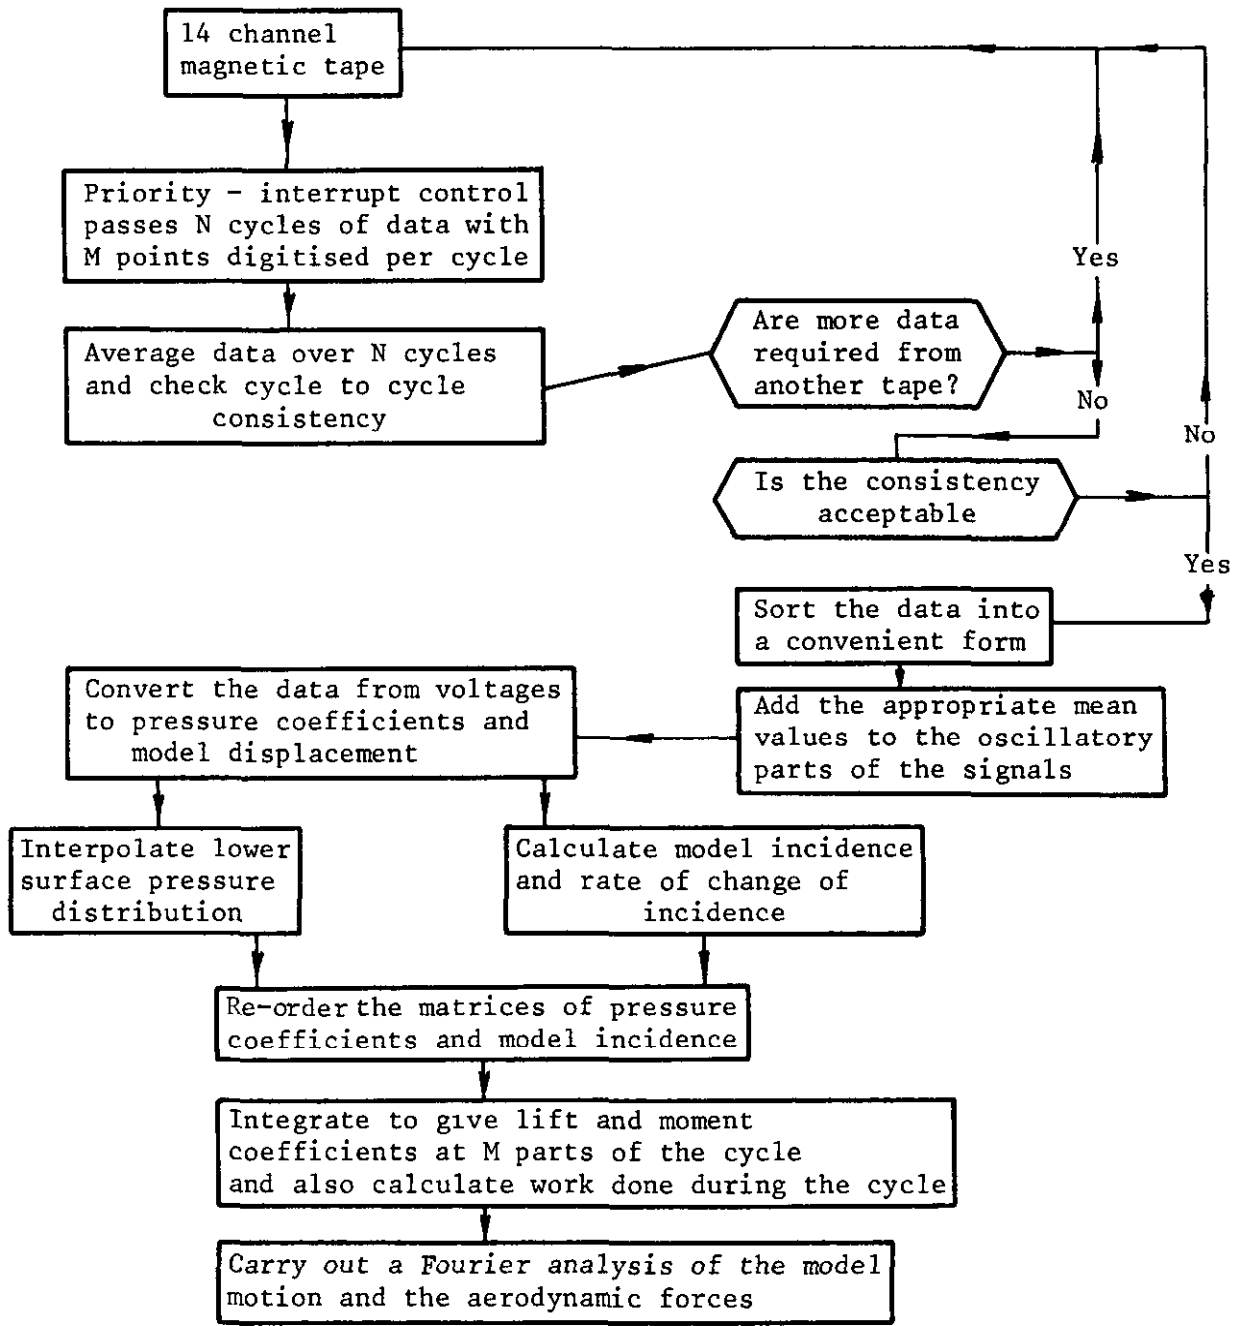 14 channel
magnetic tape
Priority - interrupt control
passes N cycles of data with
M points digitised per cycle
Average data over N cycles
and check cycle to cycle
consistency
Are more data
required from
another tape?
Yes
No
Is the consistency
acceptable
No
Yes
Sort the data into
a convenient form
Add the appropriate mean
values to the oscillatory
parts of the signals
Convert the data from voltages
to pressure coefficients and
model displacement
Interpolate lower
surface pressure
distribution
Calculate model incidence
and rate of change of
incidence
Re-order the matrices of pressure
coefficients and model incidence
Integrate to give lift and moment
coefficients at M parts of the cycle
and also calculate work done during the cycle
Carry out a Fourier analysis of the model
motion and the aerodynamic forces